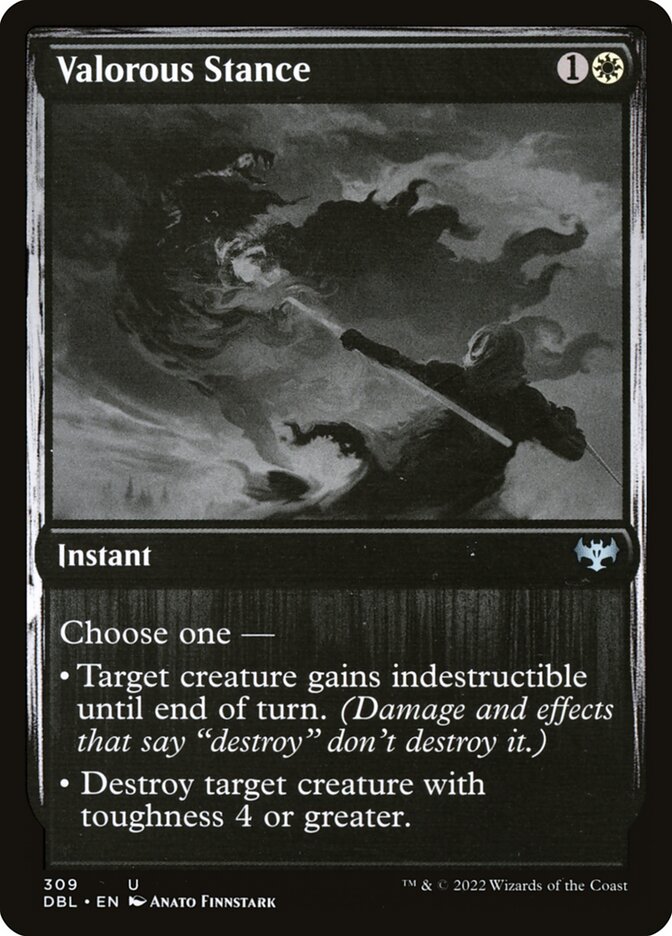 Valorous Stance 1
Instant
Choose one —
• Target creature gains indestructible
until end of turn. (Damage and effects
that say “destroy” don’t destroy it.)
• Destroy target creature with
toughness 4 or greater.
309 U
DBL • EN Anato Finnstark
™ & © 2022 Wizards of the Coast